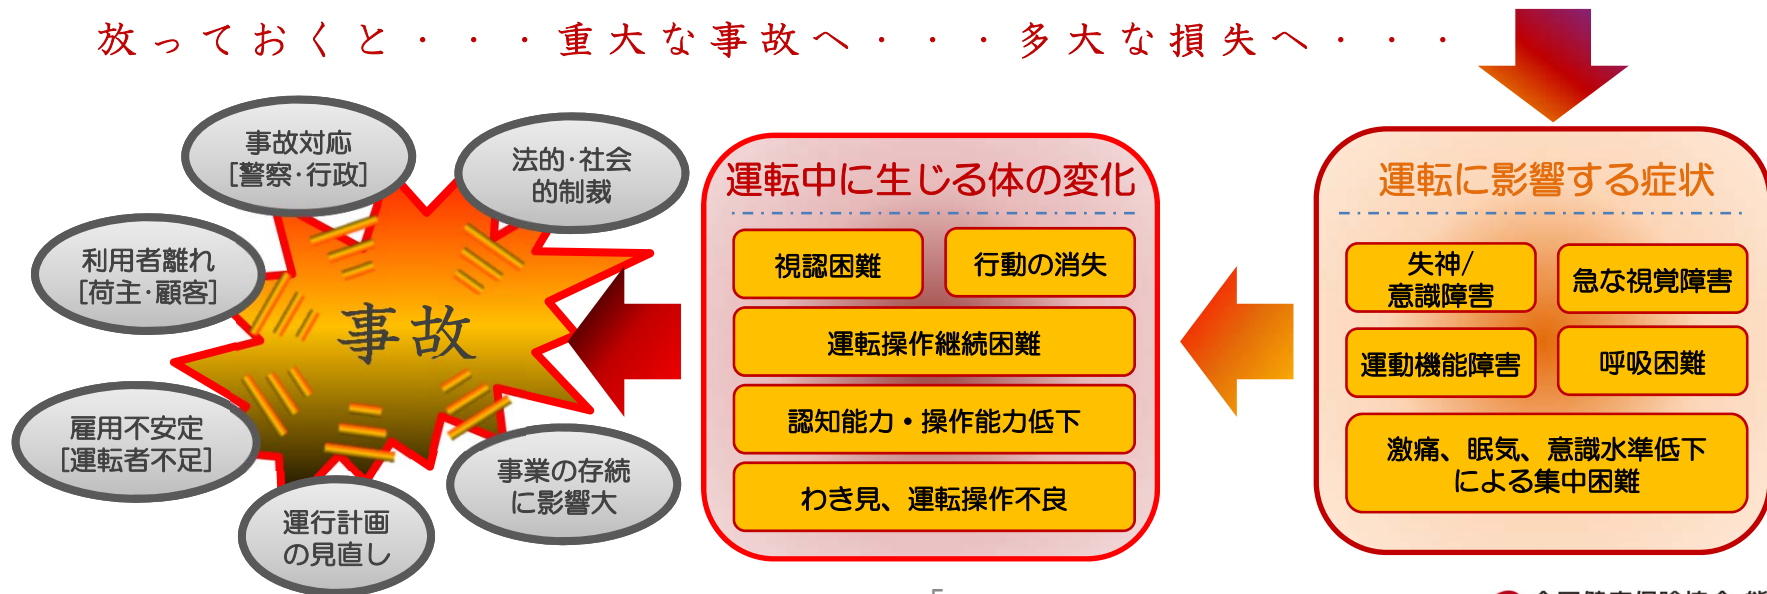 放っておくと・・・重大な事故へ・・・多大な損失へ・・・
事故対応
[警察·行政]
法的·社会
的制裁
利用者離れ
[荷主·顧客]
事故
雇用不安定
[運転者不足]
運行計画
の見直し
事業の存続
に影響大
運転中に生じる体の変化
視認困難
行動の消失
運転操作継続困難
認知能力・操作能力低下
わき見、運転操作不良
運転に影響する症状
失神/
意識障害
急な視覚障害
運動機能障害
呼吸困難
激痛、眠気、意識水準低下
による集中困難